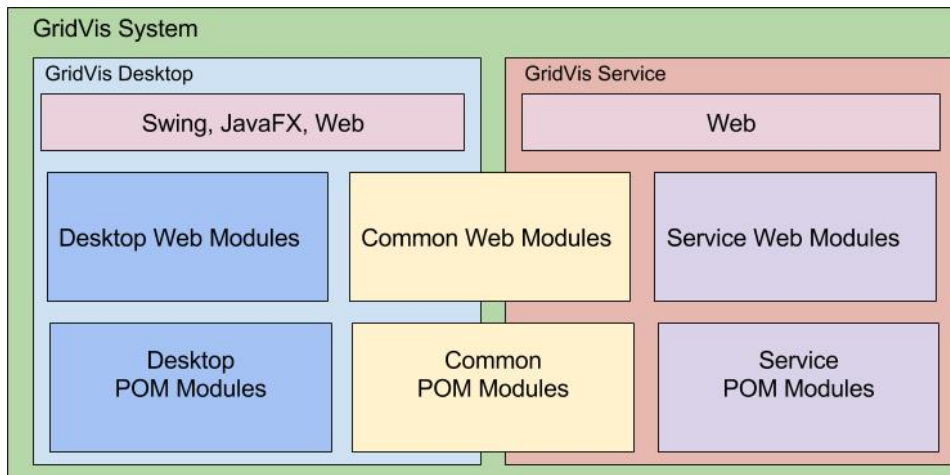 GridVis System
GridVis Desktop
GridVis Service
Swing, JavaFX, Web
Web
Desktop Web Modules
Common Web Modules
Service Web Modules
Desktop
POM Modules
Common
POM Modules
Service
POM Modules